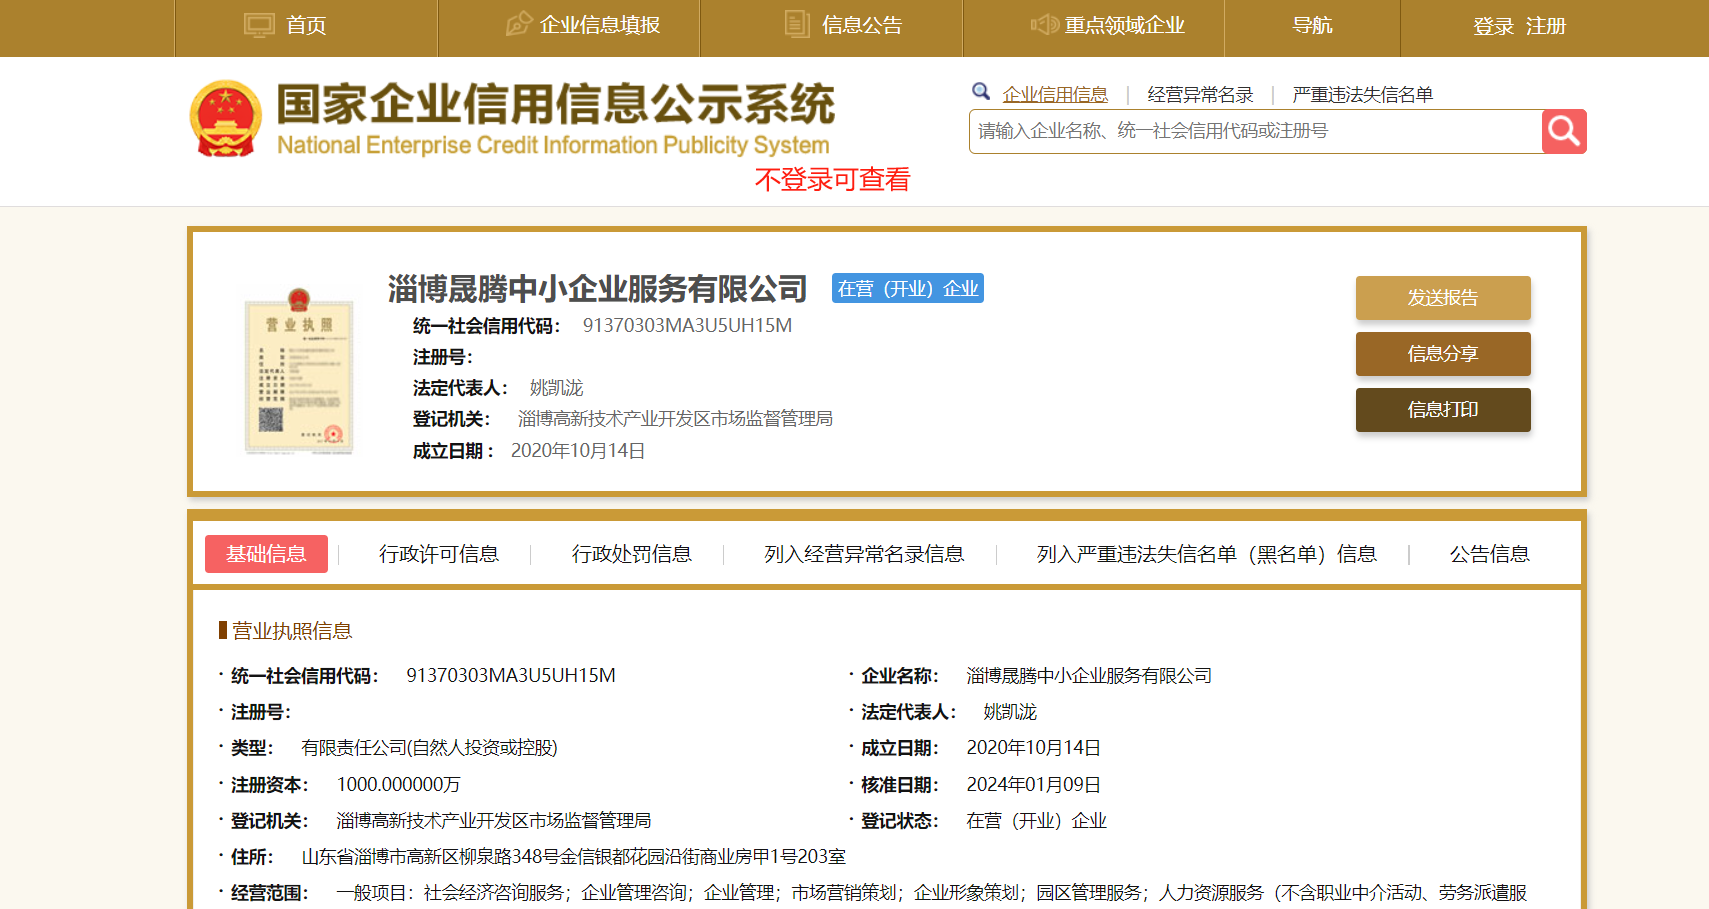 首页 企业信息填报 信息公告 重点领域企业 导航 登录 注册
国家企业信用信息公示系统
National Enterprise Credit Information Publicity System
企业信用信息 | 经营异常名录 | 严重违法失信名单
请输入企业名称、统一社会信用代码或注册号
不登录可查看
营业执照
淄博晟腾中小企业服务有限公司 在营（开业）企业
统一社会信用代码： 91370303MA3U5UH15M
注册号：
法定代表人： 姚凯泷
登记机关： 淄博高新技术产业开发区市场监督管理局
成立日期： 2020年10月14日
发送报告
信息分享
信息打印
基础信息 | 行政许可信息 | 行政处罚信息 | 列入经营异常名录信息 | 列入严重违法失信名单（黑名单）信息 | 公告信息
营业执照信息
· 统一社会信用代码： 91370303MA3U5UH15M · 企业名称： 淄博晟腾中小企业服务有限公司
· 注册号： · 法定代表人： 姚凯泷
· 类型： 有限责任公司(自然人投资或控股) · 成立日期： 2020年10月14日
· 注册资本： 1000.000000万 · 核准日期： 2024年01月09日
· 登记机关： 淄博高新技术产业开发区市场监督管理局 · 登记状态： 在营（开业）企业
· 住所： 山东省淄博市高新区柳泉路348号金信银都花园沿街商业房甲1号203室
· 经营范围： 一般项目：社会经济咨询服务；企业管理咨询；企业管理；市场营销策划；企业形象策划；园区管理服务；人力资源服务（不含职业中介活动、劳务派遣服